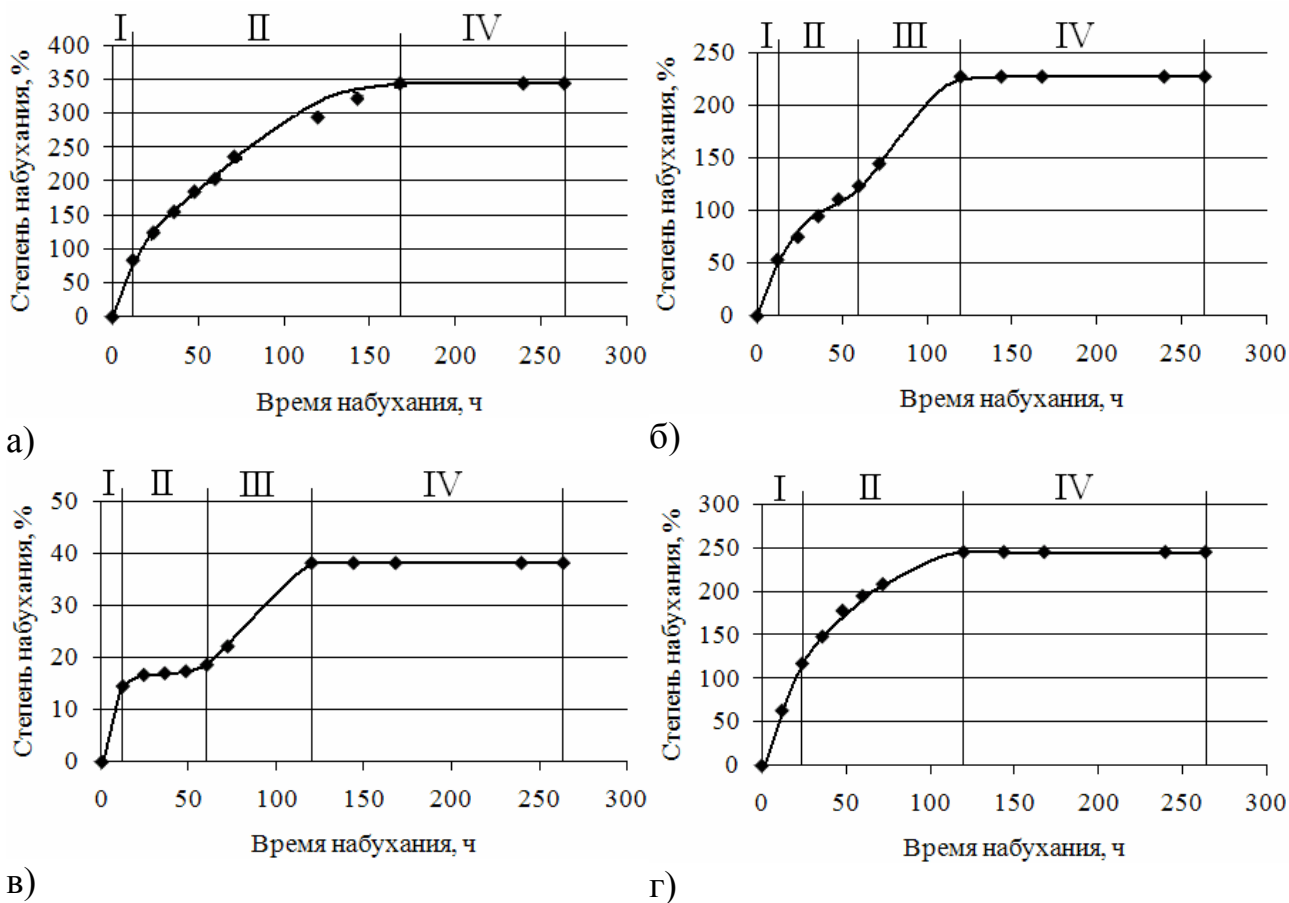 I II IV
400
350
300
250
200
150
100
50
0
0 50 100 150 200 250 300
Степень набухания, %
Время набухания, ч
а)
I II III IV
250
200
150
100
50
0
0 50 100 150 200 250 300
Степень набухания, %
Время набухания, ч
б)
I II III IV
50
40
30
20
10
0
0 50 100 150 200 250 300
Степень набухания, %
Время набухания, ч
в)
I II IV
300
250
200
150
100
50
0
0 50 100 150 200 250 300
Степень набухания, %
Время набухания, ч
г)